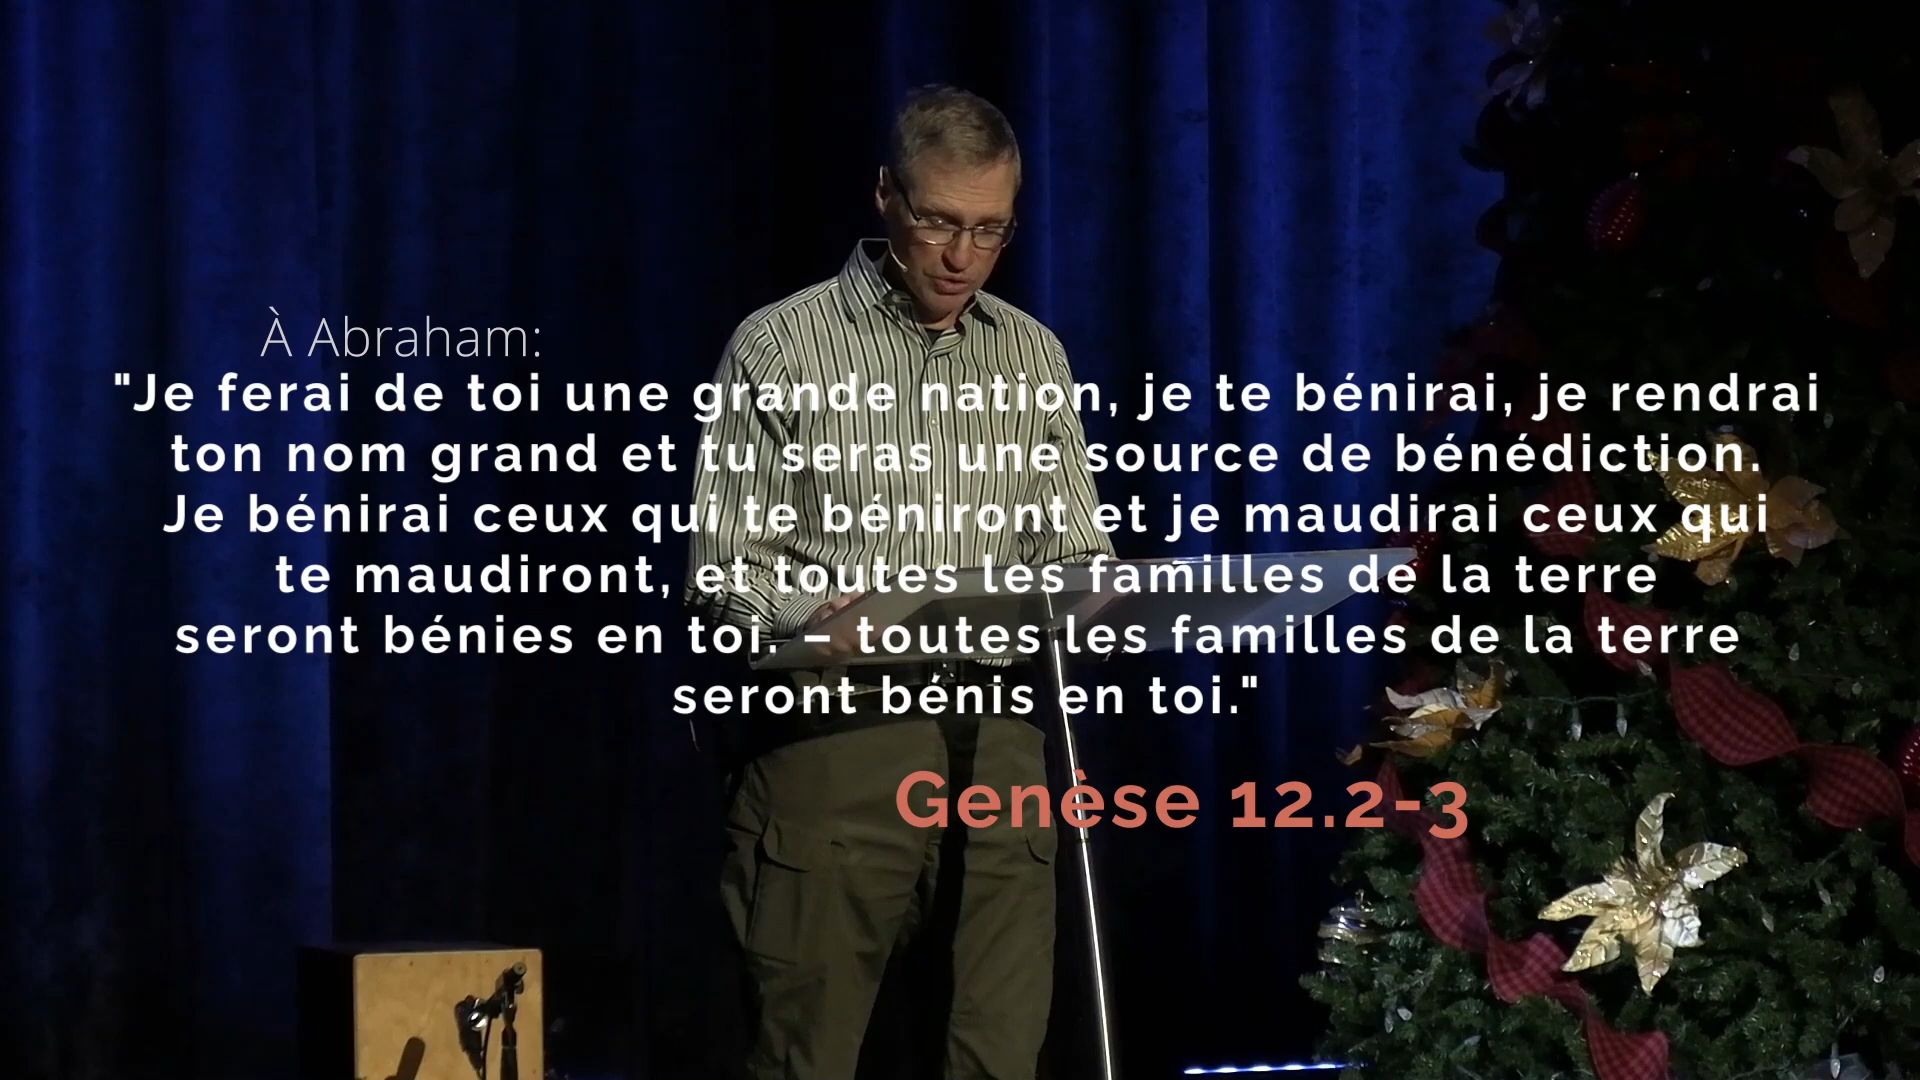 À Abraham:
"Je ferai de toi une grande nation, je te bénirai, je rendrai
ton nom grand et tu seras une source de bénédiction.
Je bénirai ceux qui te béniront et je maudirai ceux qui
te maudiront, et toutes les familles de la terre
seront bénies en toi. – toutes les familles de la terre
seront bénis en toi."
Genèse 12.2-3